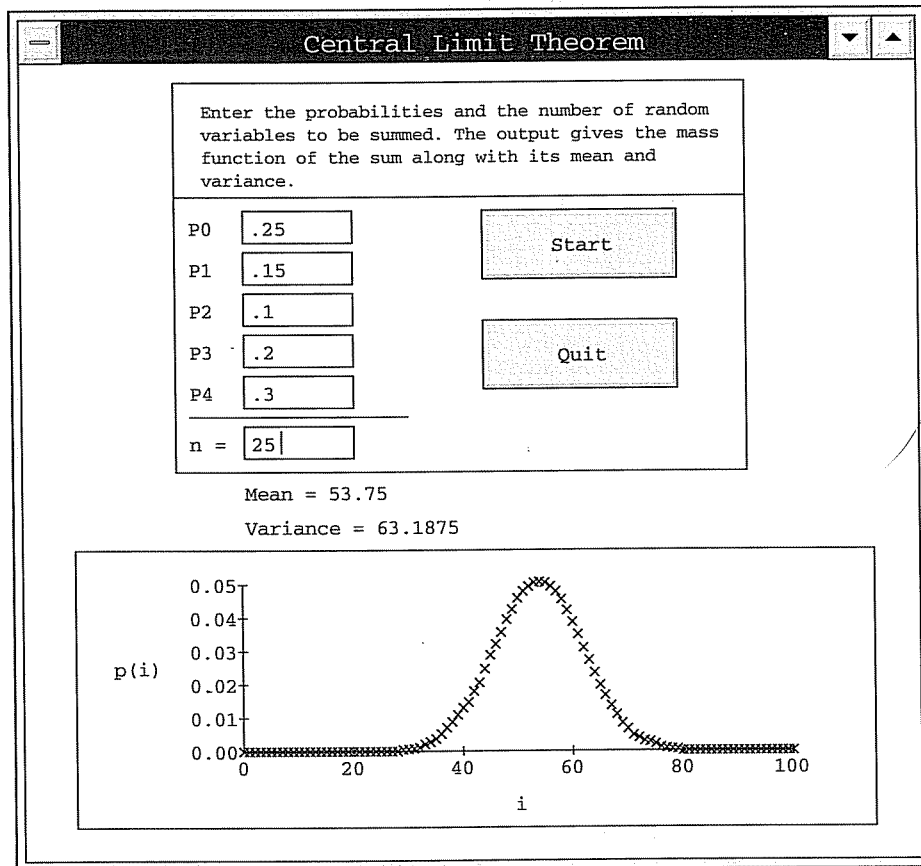 Central Limit Theorem
Enter the probabilities and the number of random
variables to be summed. The output gives the mass
function of the sum along with its mean and
variance.
P0 .25
Start
P1 .15
P2 .1
P3 .2
Quit
P4 .3
n = 25
Mean = 53.75
Variance = 63.1875
0.05
0.04
0.03
p(i)
0.02
0.01
0.00
0 20 40 60 80 100
i